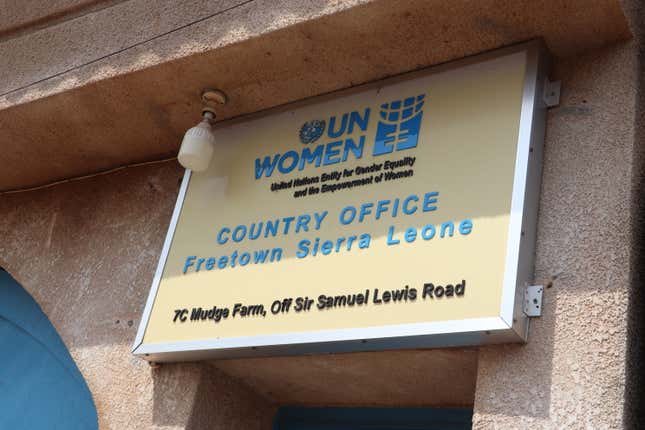 UN
WOMEN
United Nations Entity for Gender Equality
and the Empowerment of Women
COUNTRY OFFICE
Freetown Sierra Leone
7C Mudge Farm, Off Sir Samuel Lewis Road